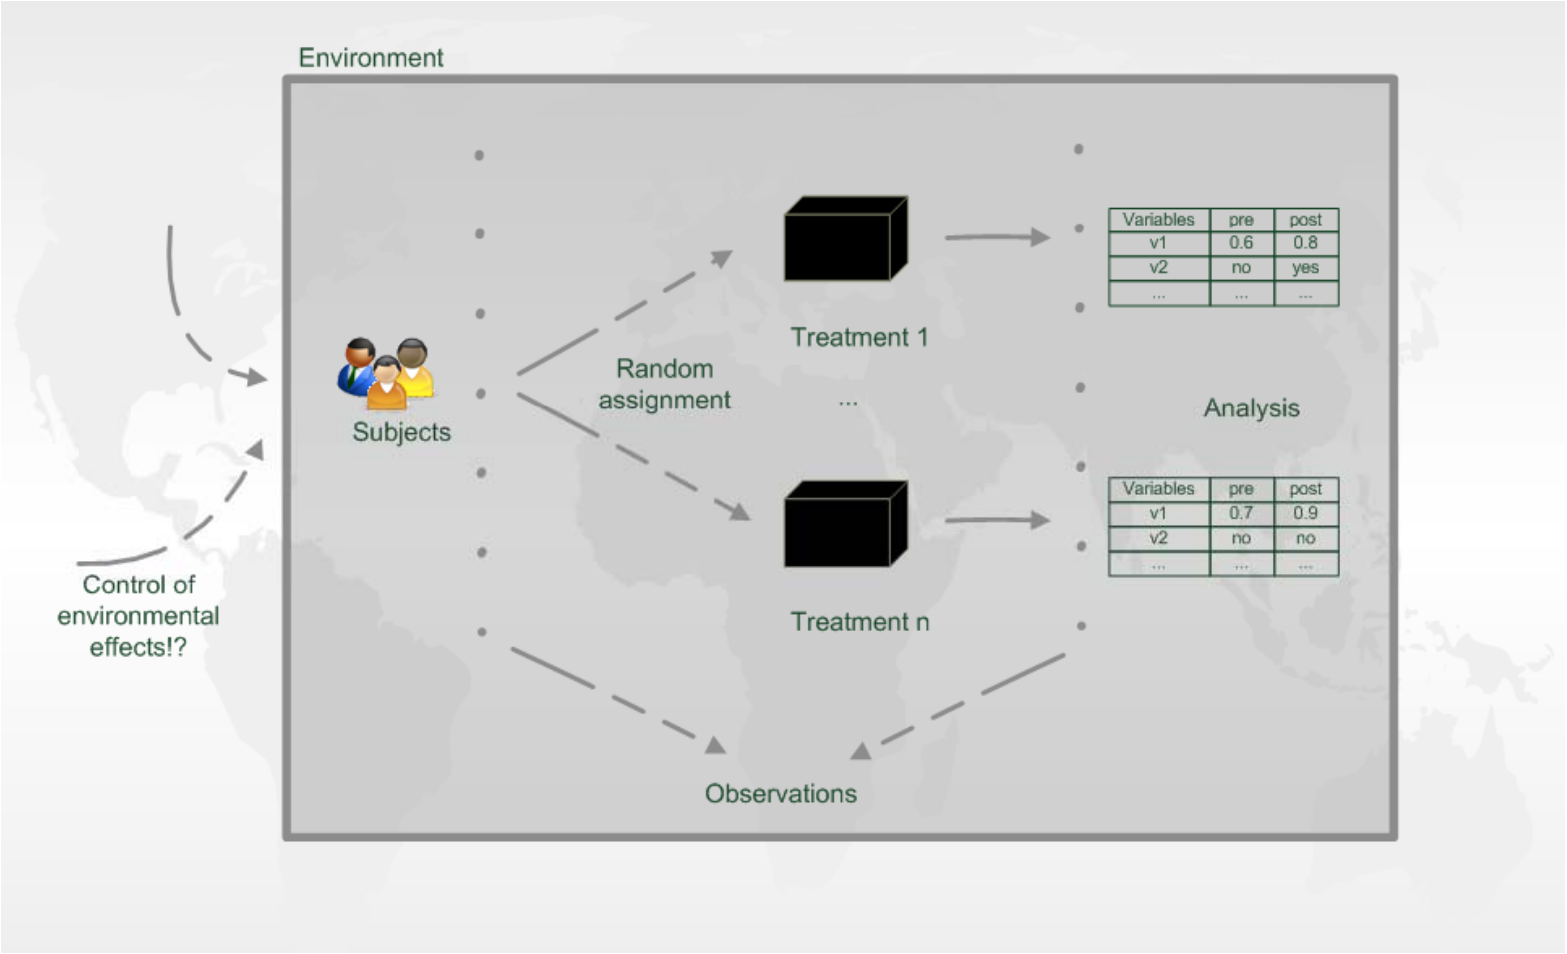 Environment
Variables pre post
v1 0.6 0.8
v2 no yes
... ... ...
Treatment 1
Random
assignment
...
Analysis
Subjects
Variables pre post
v1 0.7 0.9
v2 no no
... ... ...
Control of
environmental
effects!?
Treatment n
Observations